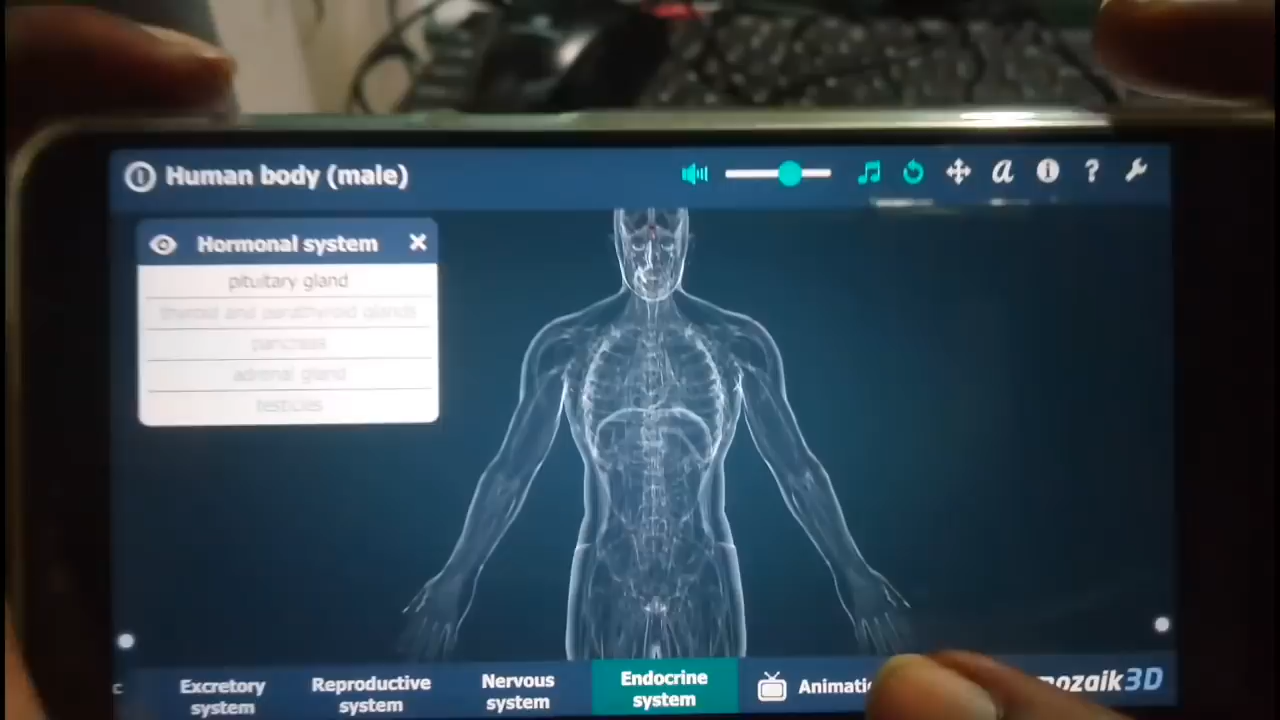 Human body (male)
a i ?
Hormonal system
pituitary gland
thyroid and parathyroid glands
pancreas
adrenal gland
testicles
c
Excretory
system
Reproductive
system
Nervous
system
Endocrine
system
Animatio
mozaik3D